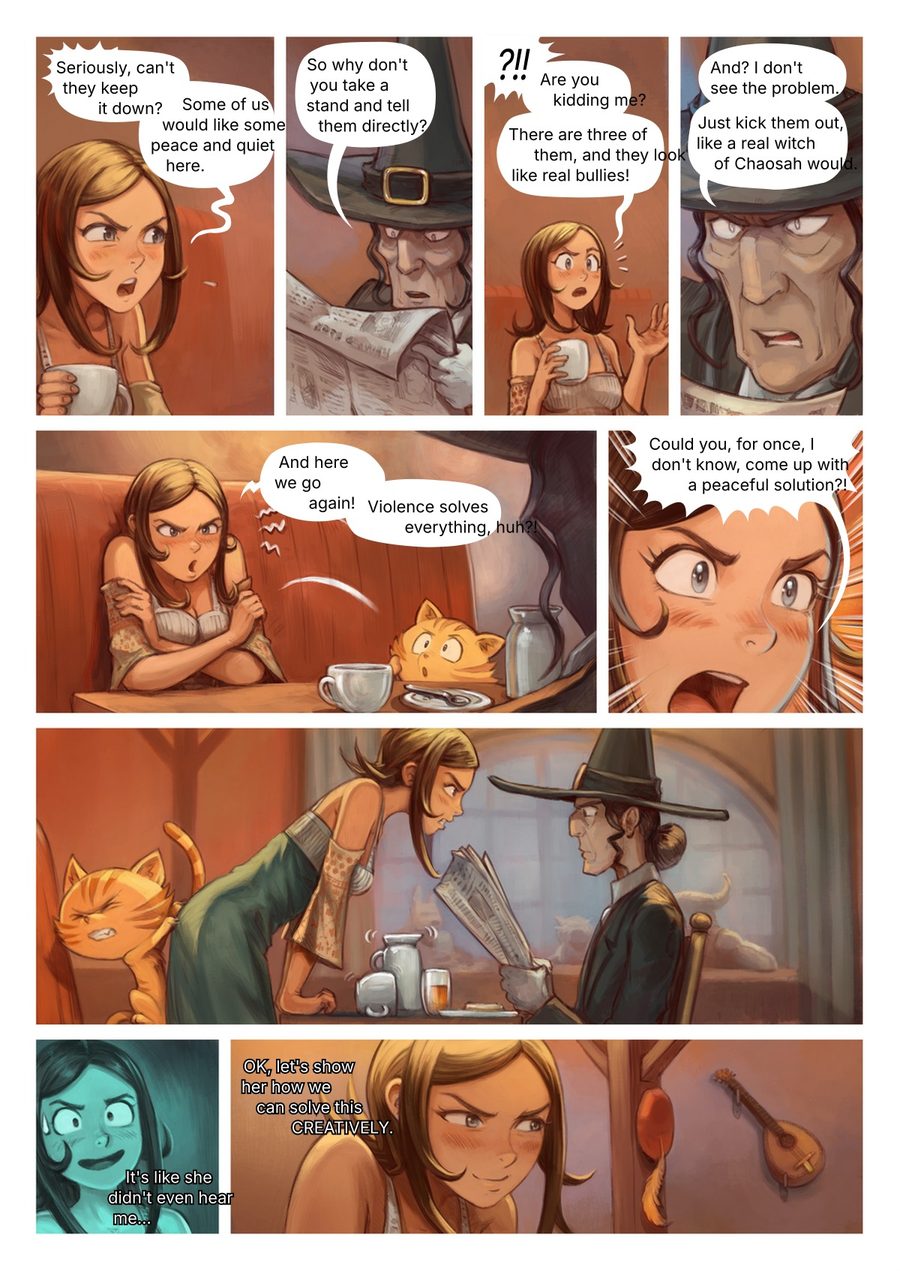 Seriously, can't
they keep
it down?
Some of us
would like some
peace and quiet
here.
So why don't
you take a
stand and tell
them directly?
?!!
Are you
kidding me?
There are three of
them, and they look
like real bullies!
And? I don't
see the problem.
Just kick them out,
like a real witch
of Chaosah would.
And here
we go
again!
Violence solves
everything, huh?!
Could you, for once, I
don't know, come up with
a peaceful solution?!
It's like she
didn't even hear
me...
OK, let's show
her how we
can solve this
CREATIVELY.